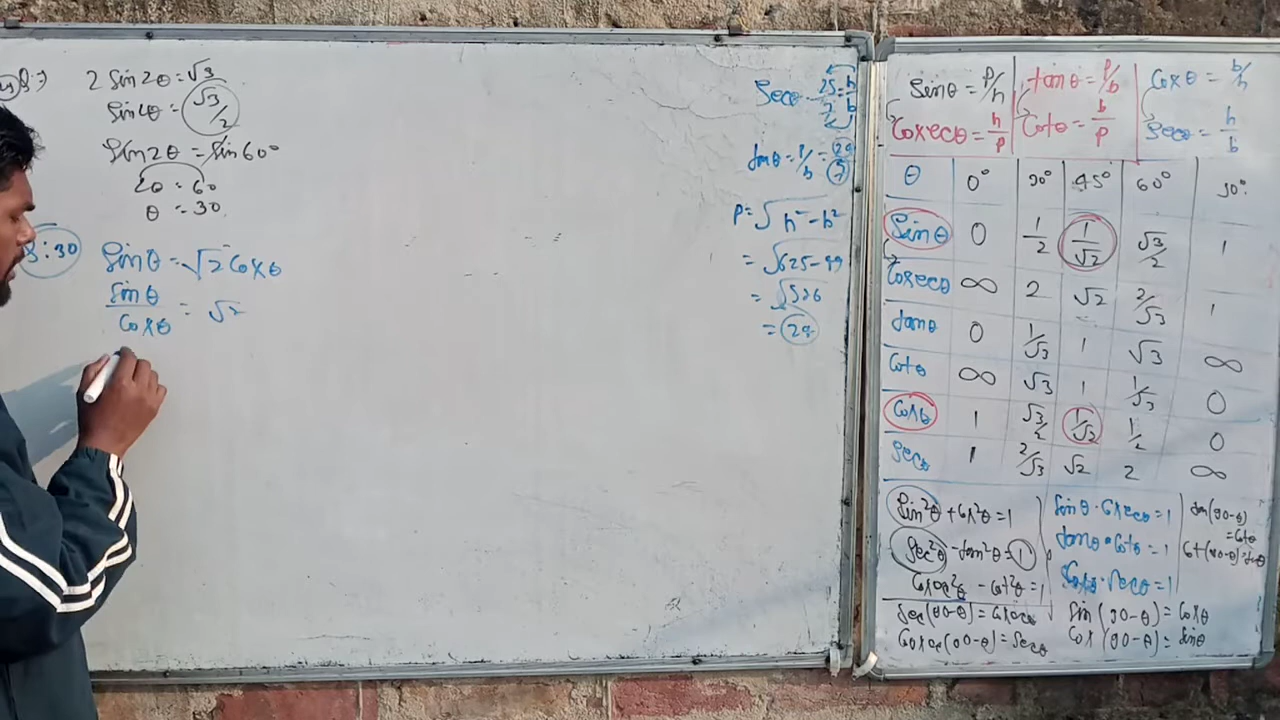 2 Sin2θ = √3
Sin2θ = √3/2
Sin2θ = Sin60°
2θ = 60
θ = 30
8:30
Sinθ = √2 Cosθ
Sinθ/Cosθ = √2
Secθ = 25/7 = h/b
tanθ = p/b = 24/7
P = √h² - b²
= √625 - 49
= √576
= 24
Sinθ = p/h
Cosecθ = h/p
tanθ = p/b
Cotθ = b/p
Cosθ = b/h
Secθ = h/b
θ 0° 30° 45° 60° 90°
Sinθ 0 1/2 1/√2 √3/2 1
Cosecθ ∞ 2 √2 2/√3 1
tanθ 0 1/√3 1 √3 ∞
Cotθ ∞ √3 1 1/√3 0
Cosθ 1 √3/2 1/√2 1/2 0
Secθ 1 2/√3 √2 2 ∞
Sin²θ + Cos²θ = 1
Sec²θ - tan²θ = 1
Cosec²θ - Cot²θ = 1
Sec(90-θ) = Cosecθ
Cosec(90-θ) = Secθ
Sinθ · Cosecθ = 1
tanθ · Cotθ = 1
Cosθ · Secθ = 1
Sin(90-θ) = Cosθ
Cos(90-θ) = Sinθ
tan(90-θ)
= Cotθ
Cot(90-θ) = tanθ